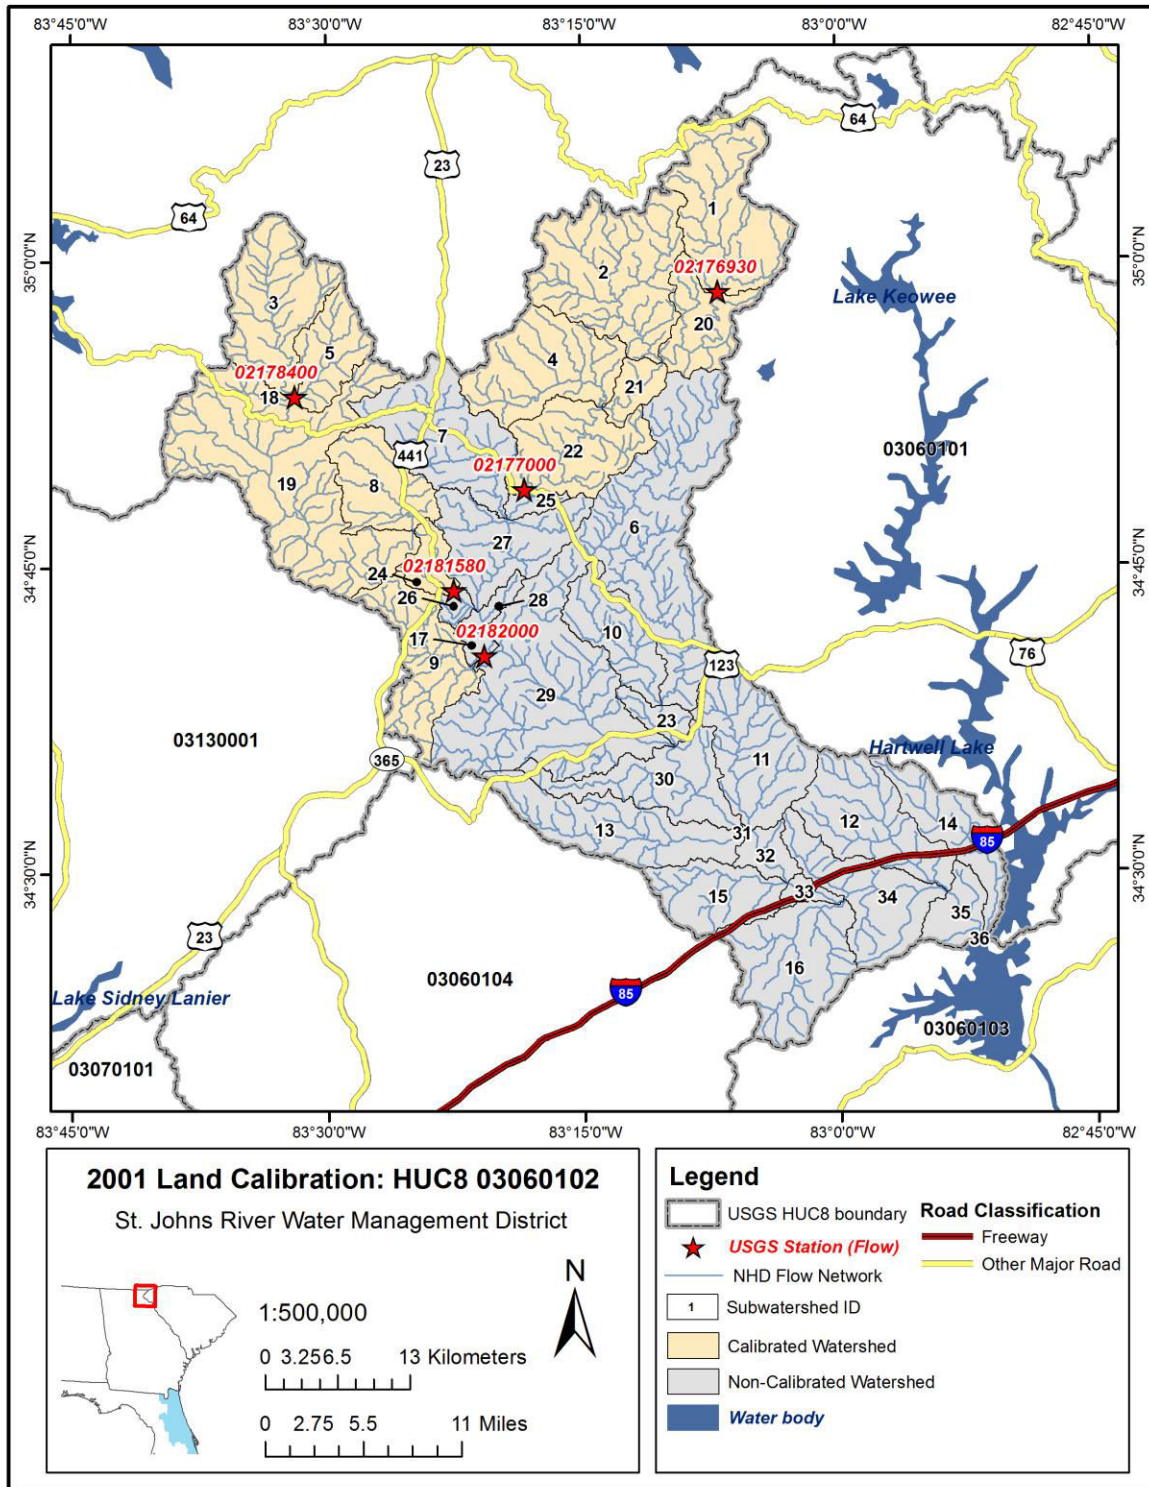 83°45'0"W 83°30'0"W 83°15'0"W 83°0'0"W 82°45'0"W
64
23
64
1
35°0'0"N
35°0'0"N
2
02176930
3
Lake Keowee
20
5
4
02178400
21
18
7
441
22
03060101
02177000
19
8
25
6
27
34°45'0"N
34°45'0"N
24
02181580
26
28
17
02182000
10
9
76
123
29
23
03130001
Hartwell Lake
365
30
11
13
31
12
14
32
85
34°30'0"N
34°30'0"N
15
33
34
35
23
36
16
03060104
85
Lake Sidney Lanier
03060103
03070101
83°45'0"W 83°30'0"W 83°15'0"W 83°0'0"W 82°45'0"W
2001 Land Calibration: HUC8 03060102
St. Johns River Water Management District
N
1:500,000
0 3.25 6.5 13 Kilometers
0 2.75 5.5 11 Miles
Legend
USGS HUC8 boundary
USGS Station (Flow)
NHD Flow Network
1 Subwatershed ID
Calibrated Watershed
Non-Calibrated Watershed
Water body
Road Classification
Freeway
Other Major Road